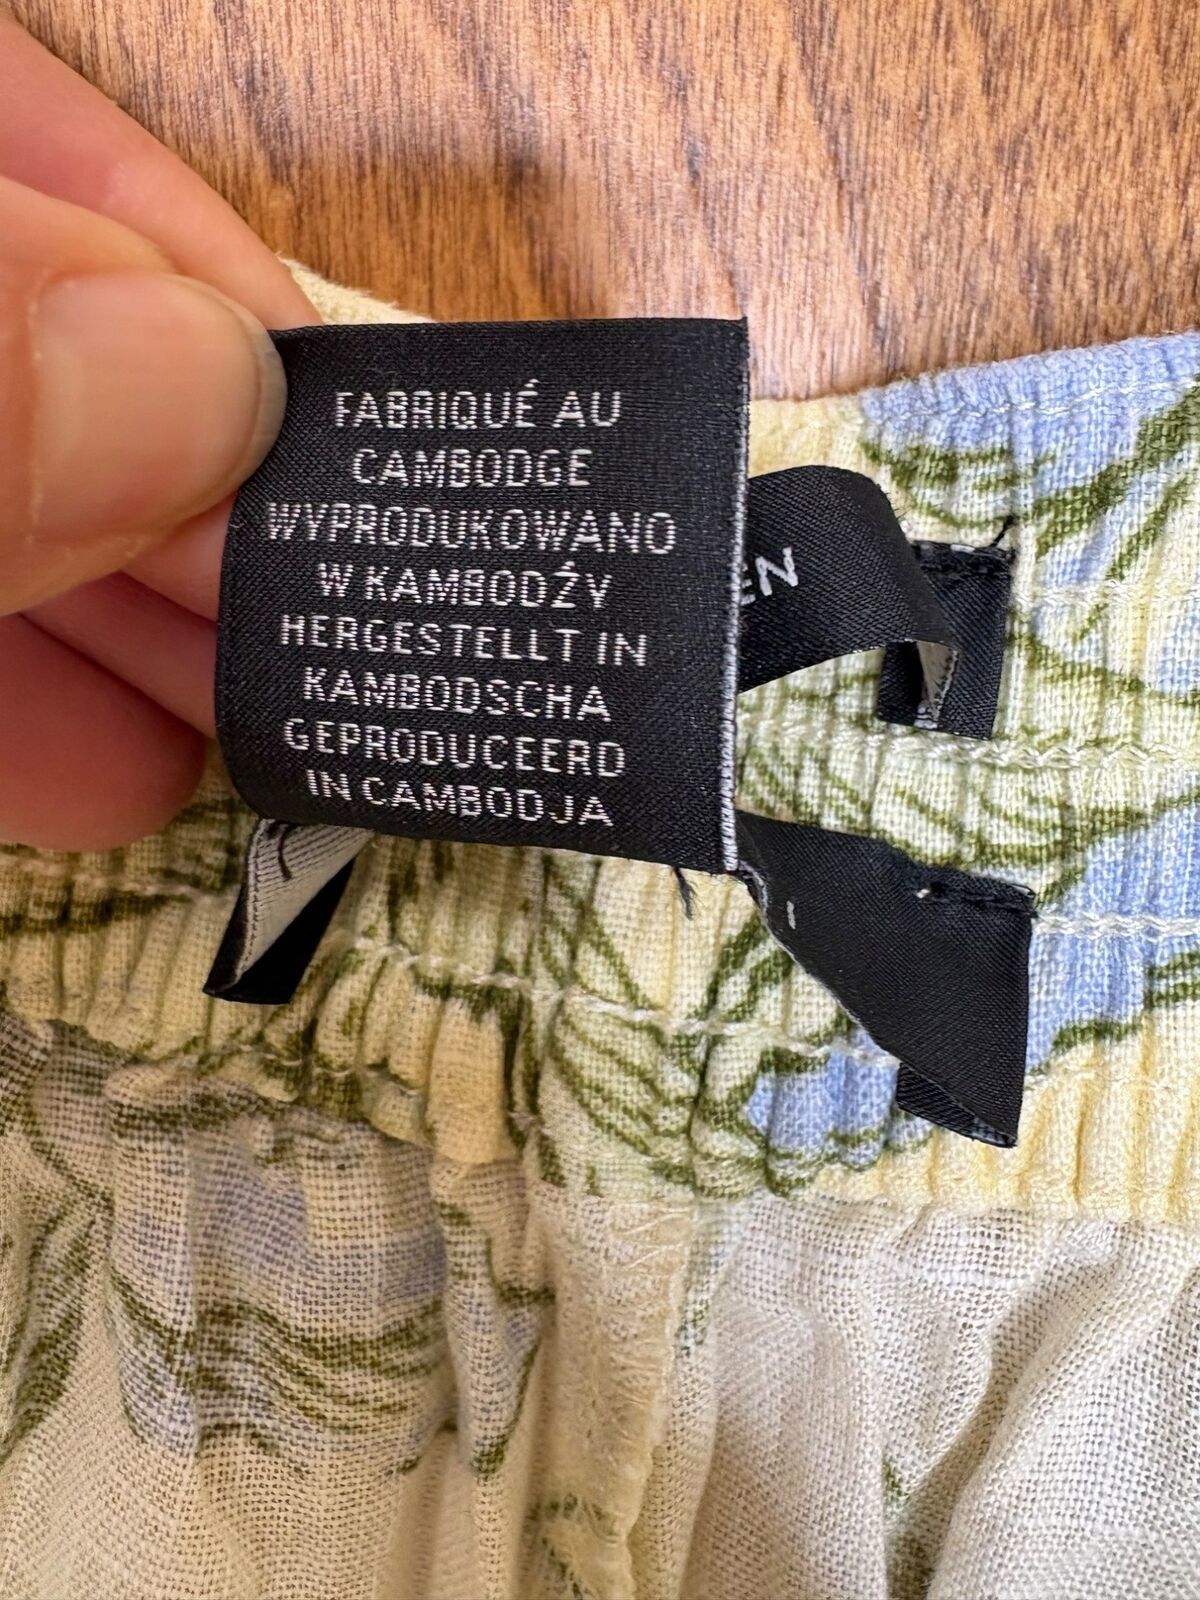 FABRIQUÉ AU
CAMBODGE
WYPRODUKOWANO
W KAMBODŻY
HERGESTELLT IN
KAMBODSCHA
GEPRODUCEERD
IN CAMBODJA